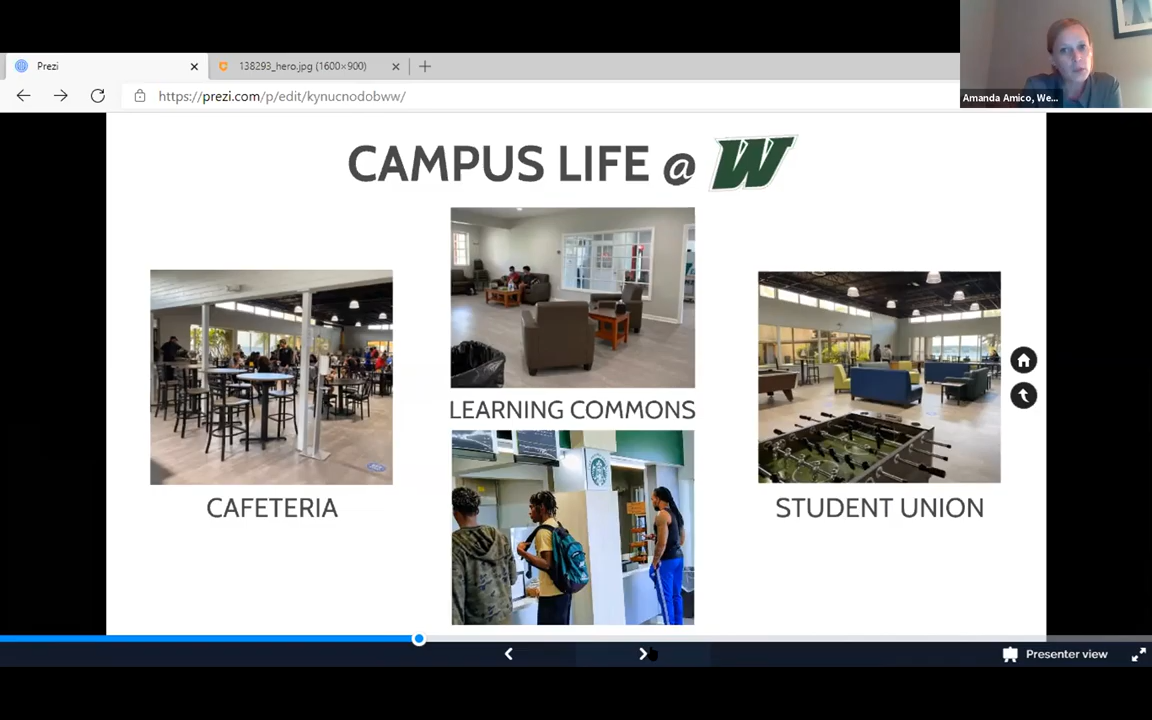 Prezi
138293_hero.jpg (1600×900)
https://prezi.com/p/edit/kynucnodobww/
Amanda Amico, We...
CAMPUS LIFE @ W
LEARNING COMMONS
CAFETERIA
STUDENT UNION
Presenter view